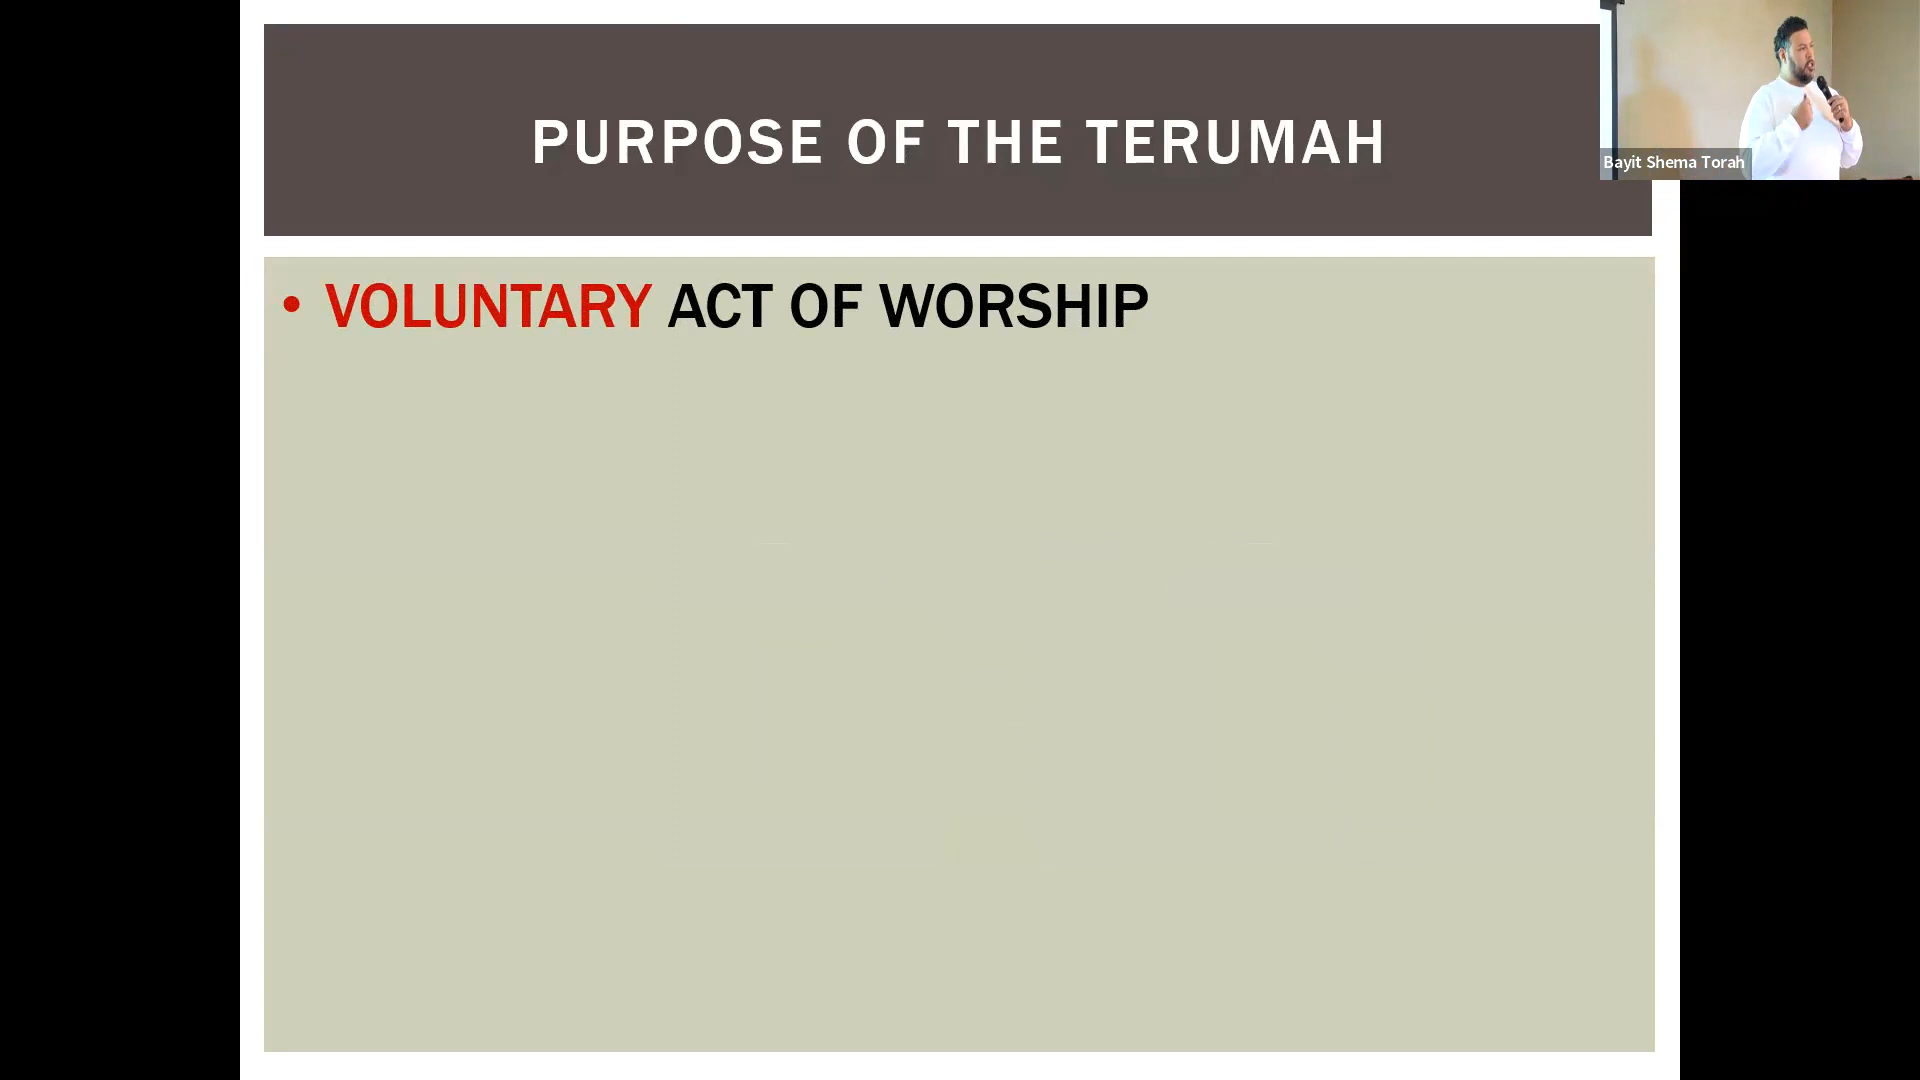 PURPOSE OF THE TERUMAH
Bayit Shema Torah
• VOLUNTARY ACT OF WORSHIP